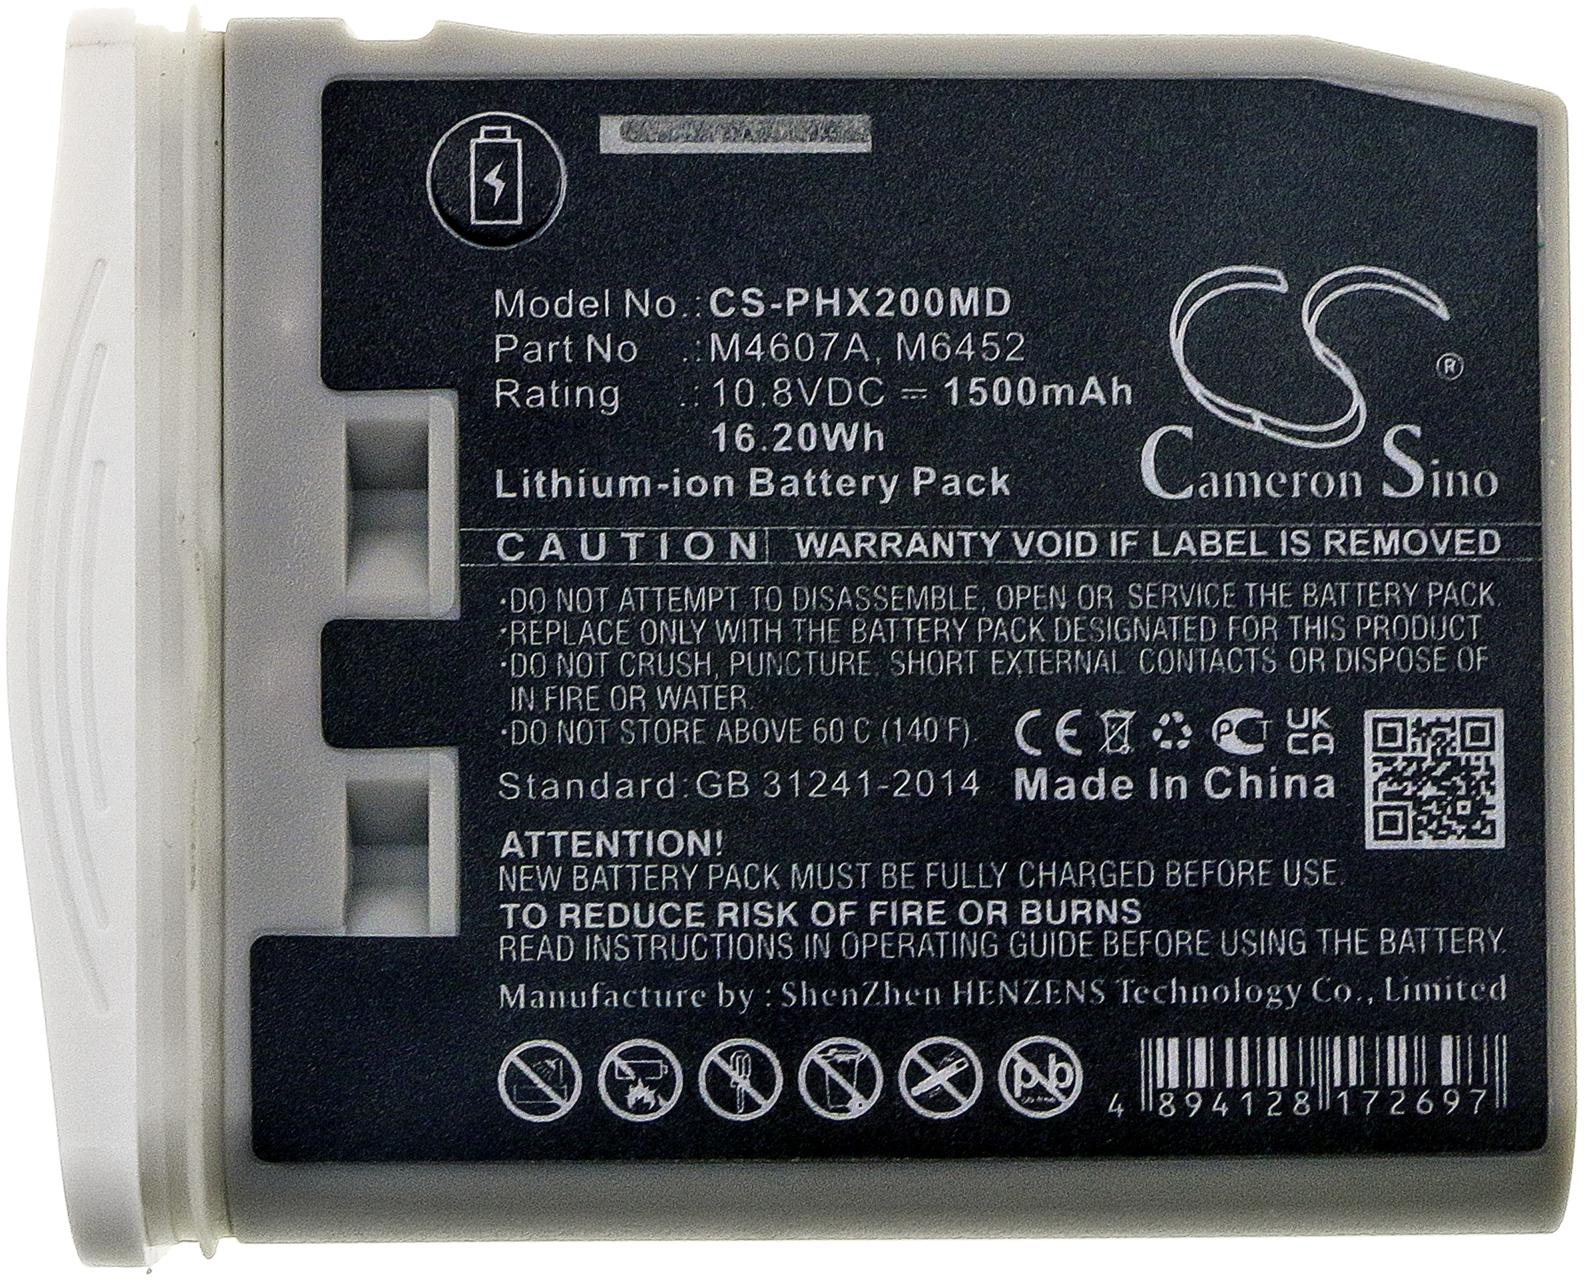 Model No.:CS-PHX200MD
Part No .:M4607A, M6452
Rating .:10.8VDC ⎓ 1500mAh
16.20Wh
Lithium-ion Battery Pack
CS®
Cameron Sino
CAUTION WARRANTY VOID IF LABEL IS REMOVED
·DO NOT ATTEMPT TO DISASSEMBLE, OPEN OR SERVICE THE BATTERY PACK.
·REPLACE ONLY WITH THE BATTERY PACK DESIGNATED FOR THIS PRODUCT
·DO NOT CRUSH, PUNCTURE, SHORT EXTERNAL CONTACTS OR DISPOSE OF
IN FIRE OR WATER
·DO NOT STORE ABOVE 60°C (140°F).
CE PCT UK
CA
Standard:GB 31241-2014 Made In China
ATTENTION!
NEW BATTERY PACK MUST BE FULLY CHARGED BEFORE USE.
TO REDUCE RISK OF FIRE OR BURNS
READ INSTRUCTIONS IN OPERATING GUIDE BEFORE USING THE BATTERY.
Manufacture by : ShenZhen HENZENS Technology Co., Limited
pb
4 894128 172697